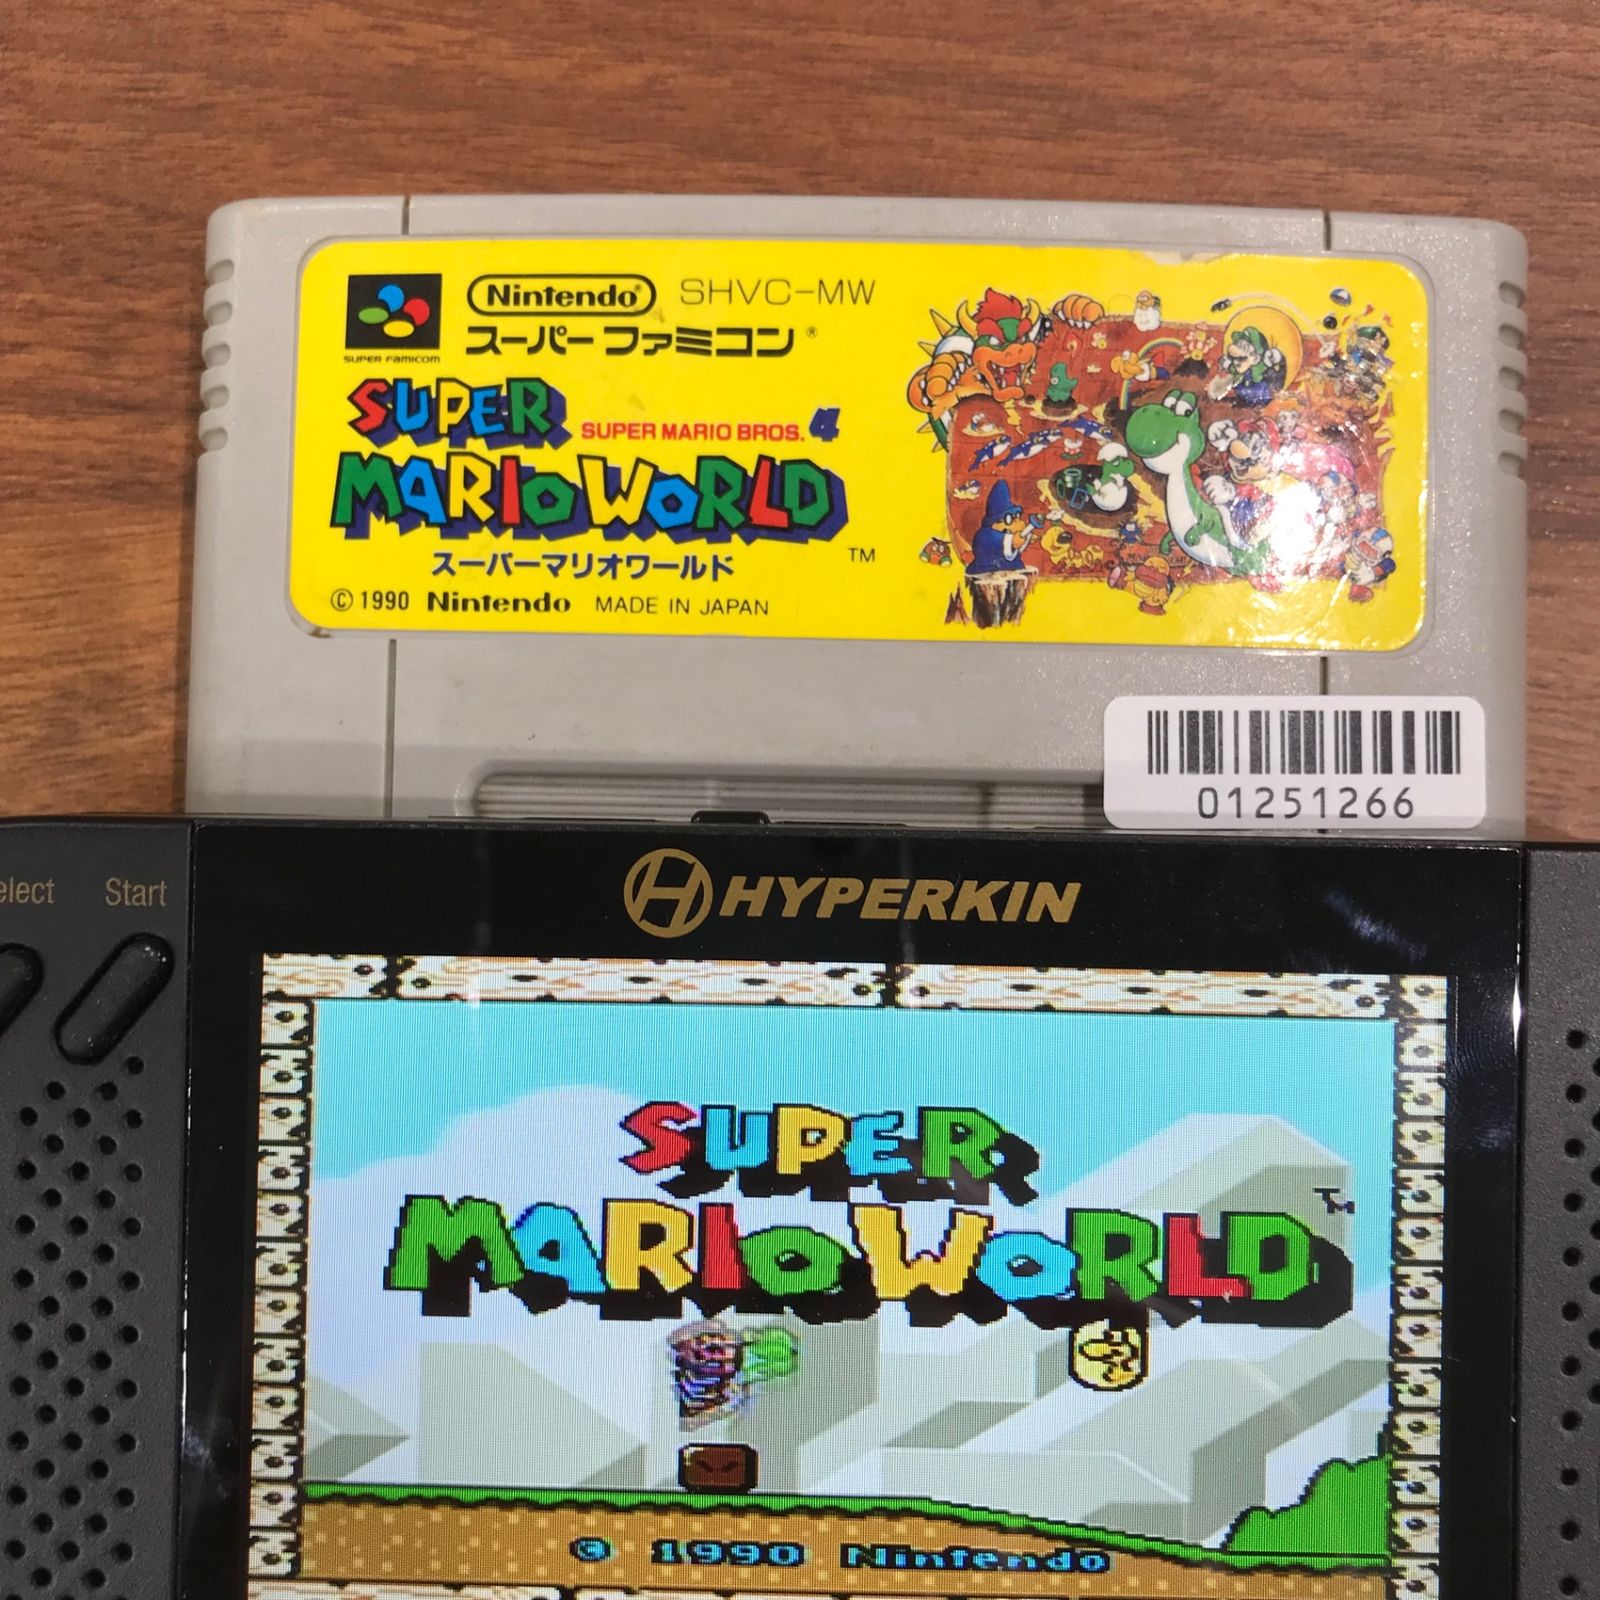 Nintendo® SHVC-MW
スーパーファミコン®
SUPER FAMICOM
SUPER
SUPER MARIO BROS. 4
MARIO WORLD
TM
スーパーマリオワールド
© 1990 Nintendo MADE IN JAPAN
01251266
elect Start
HYPERKIN
SUPER
MARIO WORLD
TM
© 1990 Nintendo